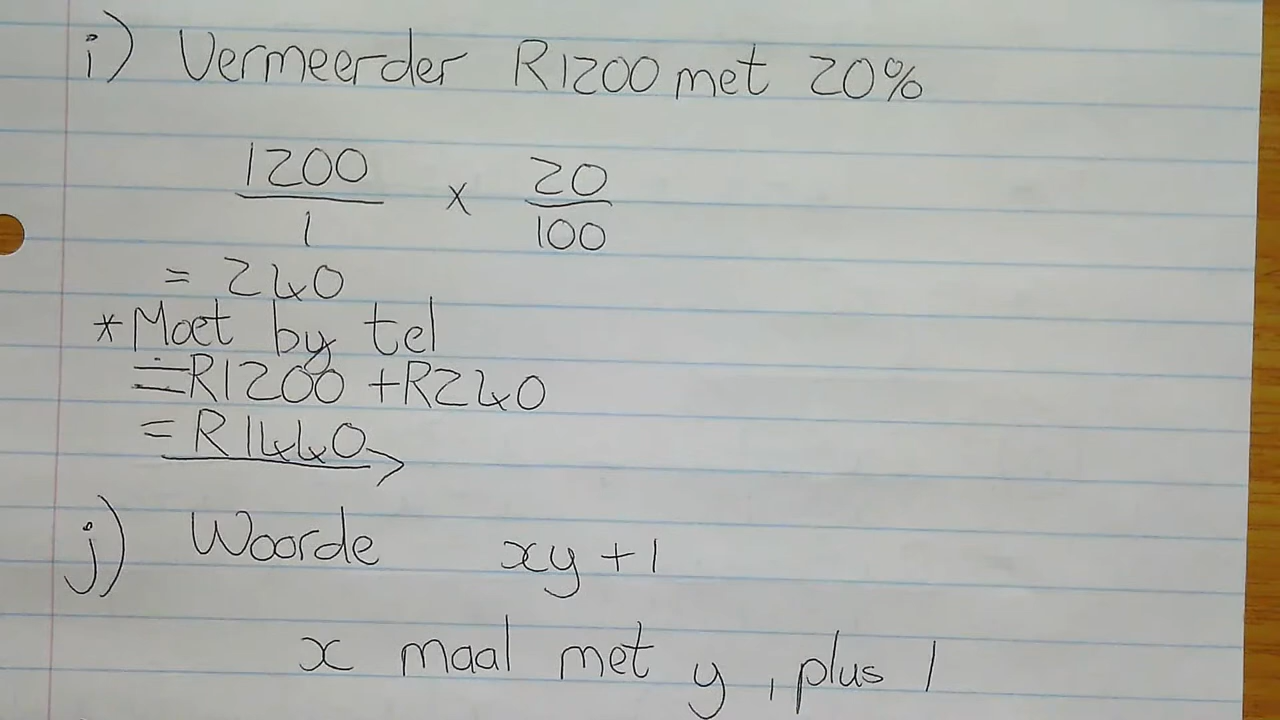 i) Vermeerder R1200 met 20%
1200/1 x 20/100
= 240
*Moet by tel
∴ =R1200 +R240
= R1440
j) Woorde xy + 1
x maal met y, plus 1